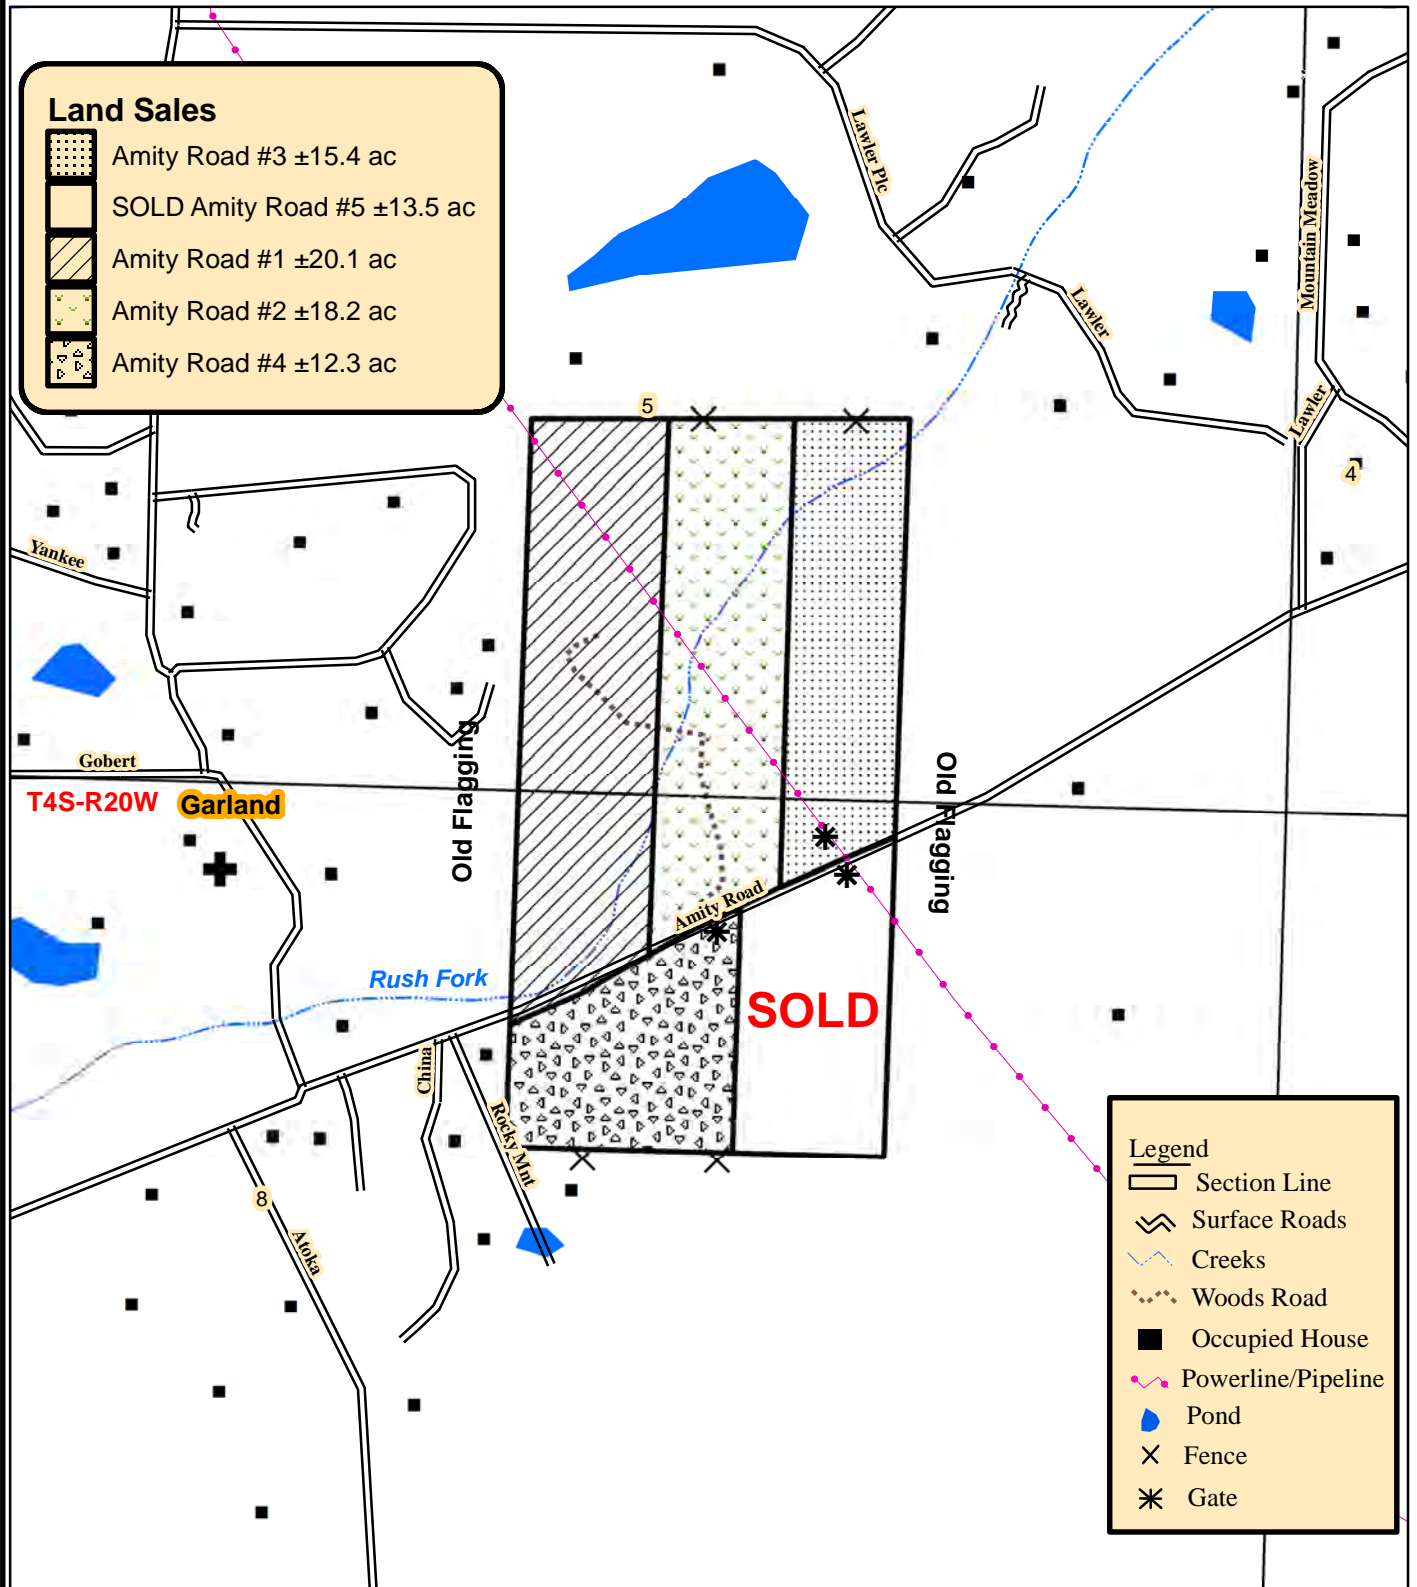 Land Sales
Amity Road #3 ±15.4 ac
SOLD Amity Road #5 ±13.5 ac
Amity Road #1 ±20.1 ac
Amity Road #2 ±18.2 ac
Amity Road #4 ±12.3 ac
Lawler Plc
Mountain Meadow
Lawler
Lawler
5
4
Yankee
Gobert
T4S-R20W
Garland
Old Flagging
Old Flagging
Amity Road
Rush Fork
SOLD
China
Rocky Mnt
8
Atoka
Legend
Section Line
Surface Roads
Creeks
Woods Road
Occupied House
Powerline/Pipeline
Pond
Fence
Gate